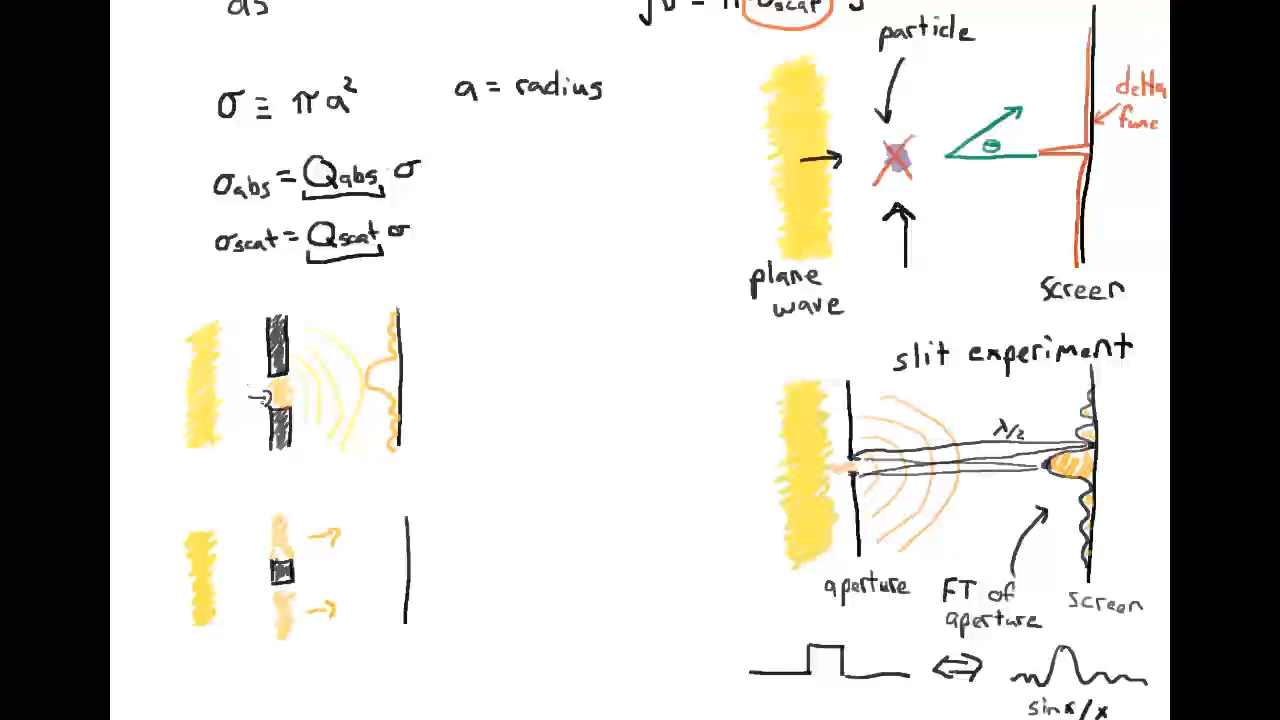 ds
particle
a = radius
σ ≡ πa²
delta
func
θ
σabs = Qabs σ
σscat = Qscat σ
plane
wave
screen
slit experiment
λ/2
aperture
FT of
aperture
screen
sinx/x